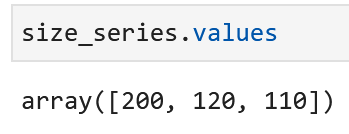 size_series.values
array([200, 120, 110])